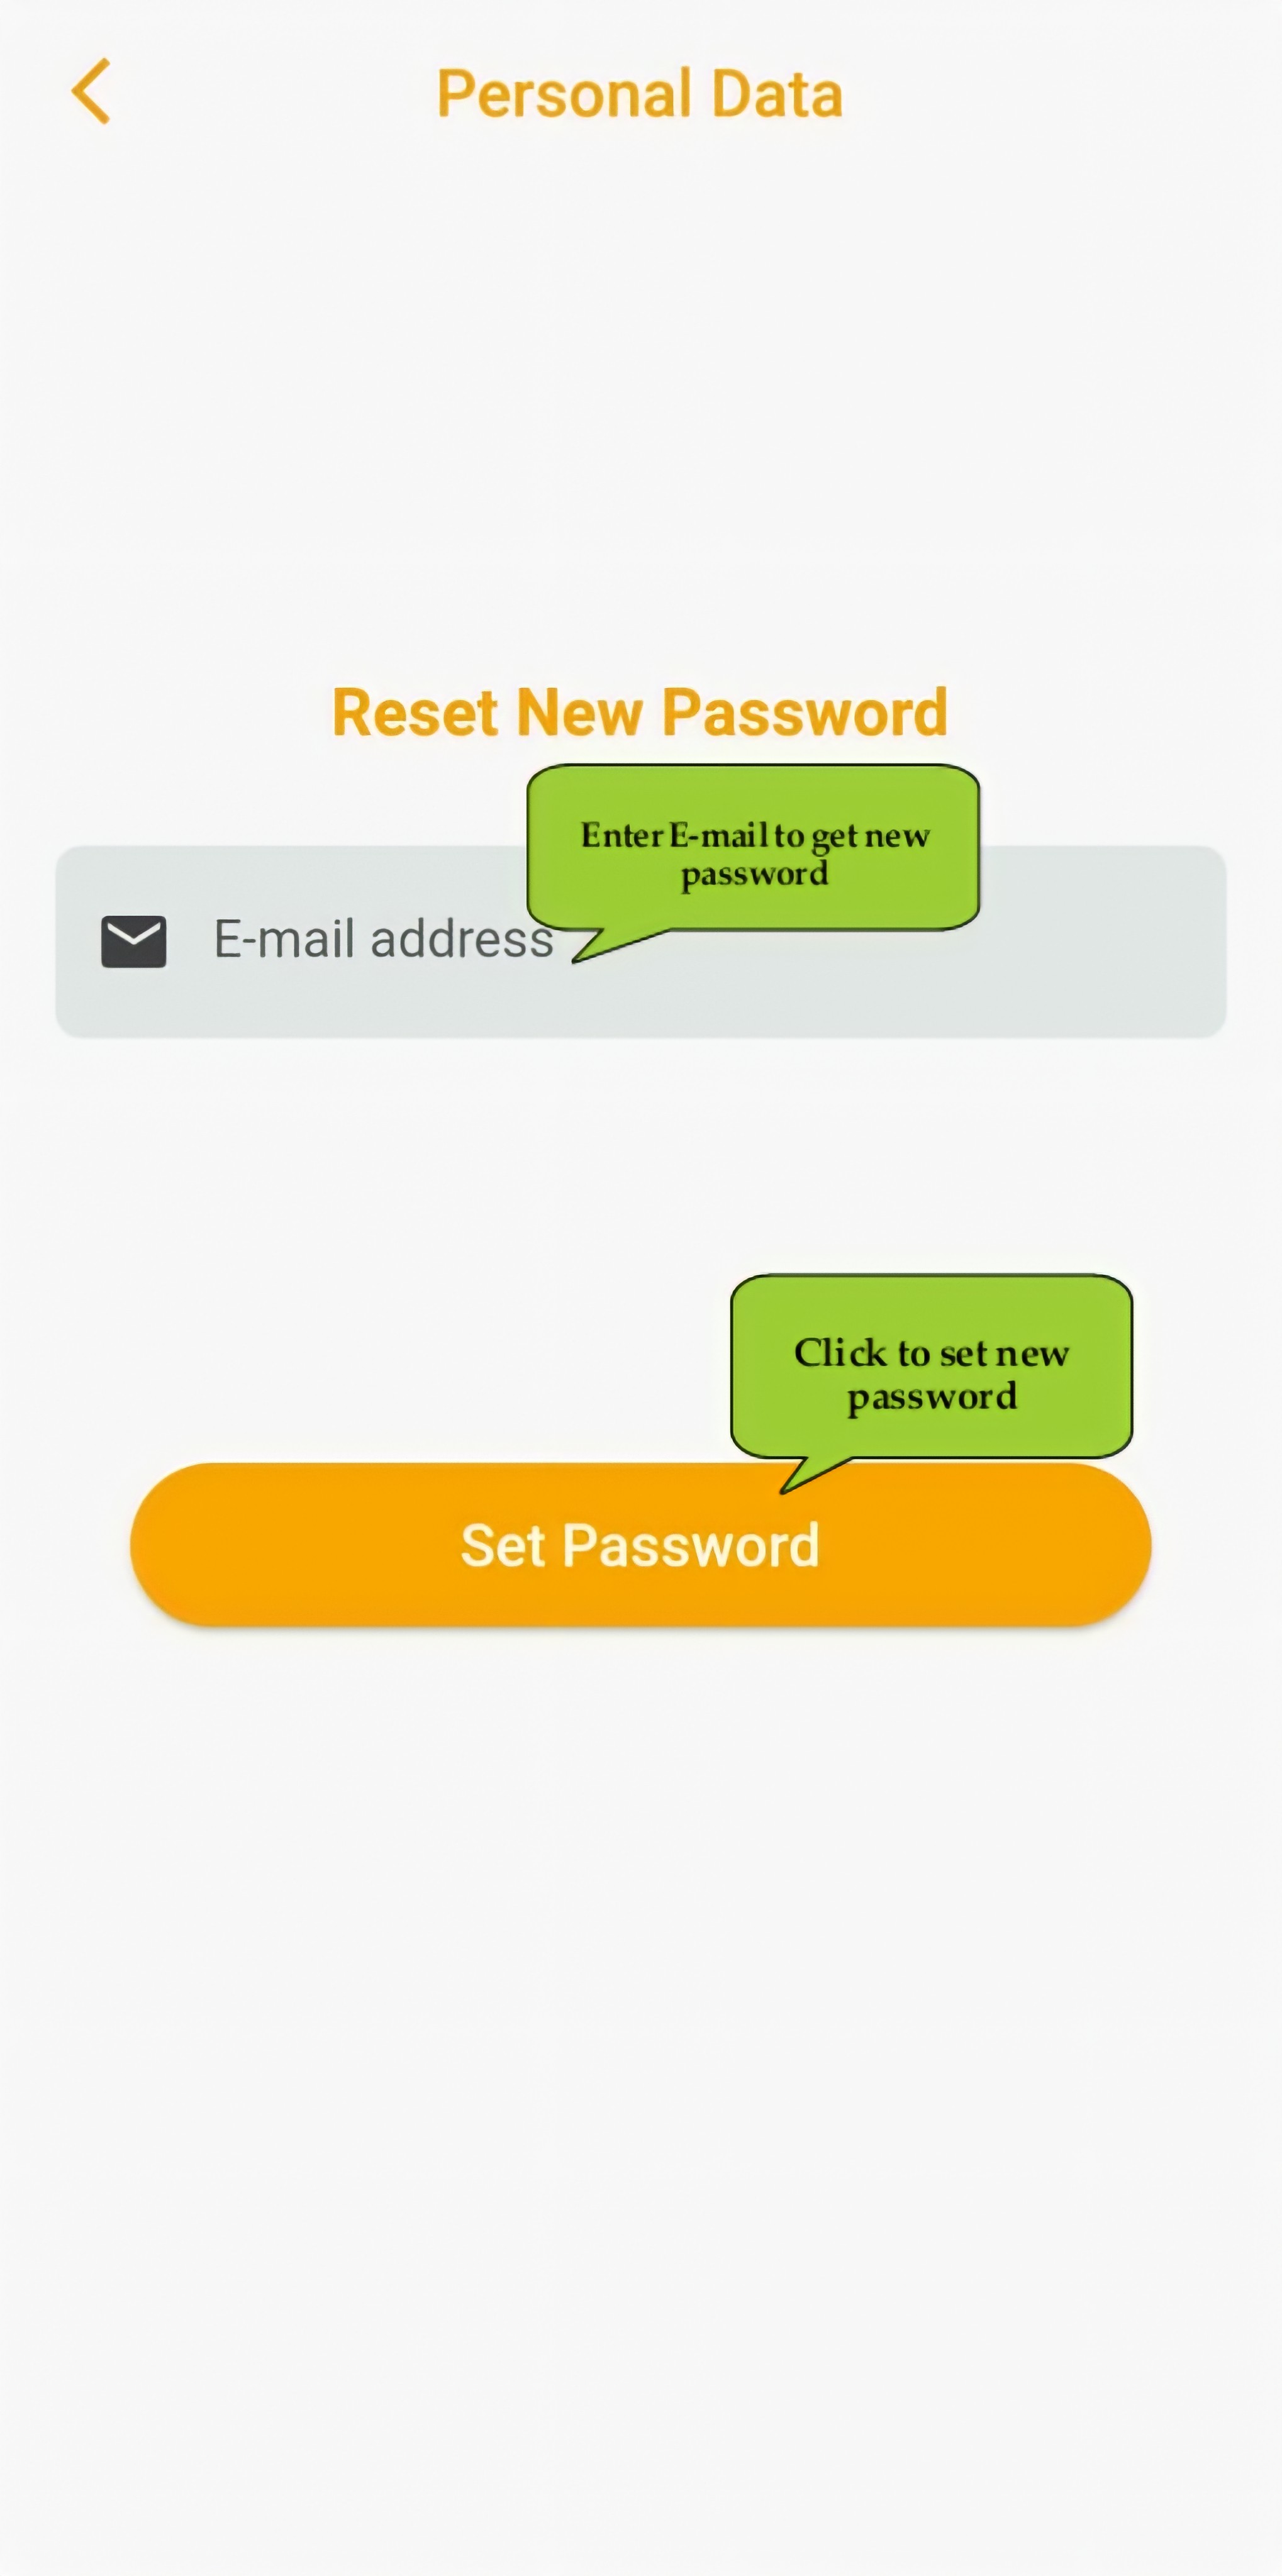 Personal Data
Reset New Password
Enter E-mail to get new
password
E-mail address
Click to set new
password
Set Password